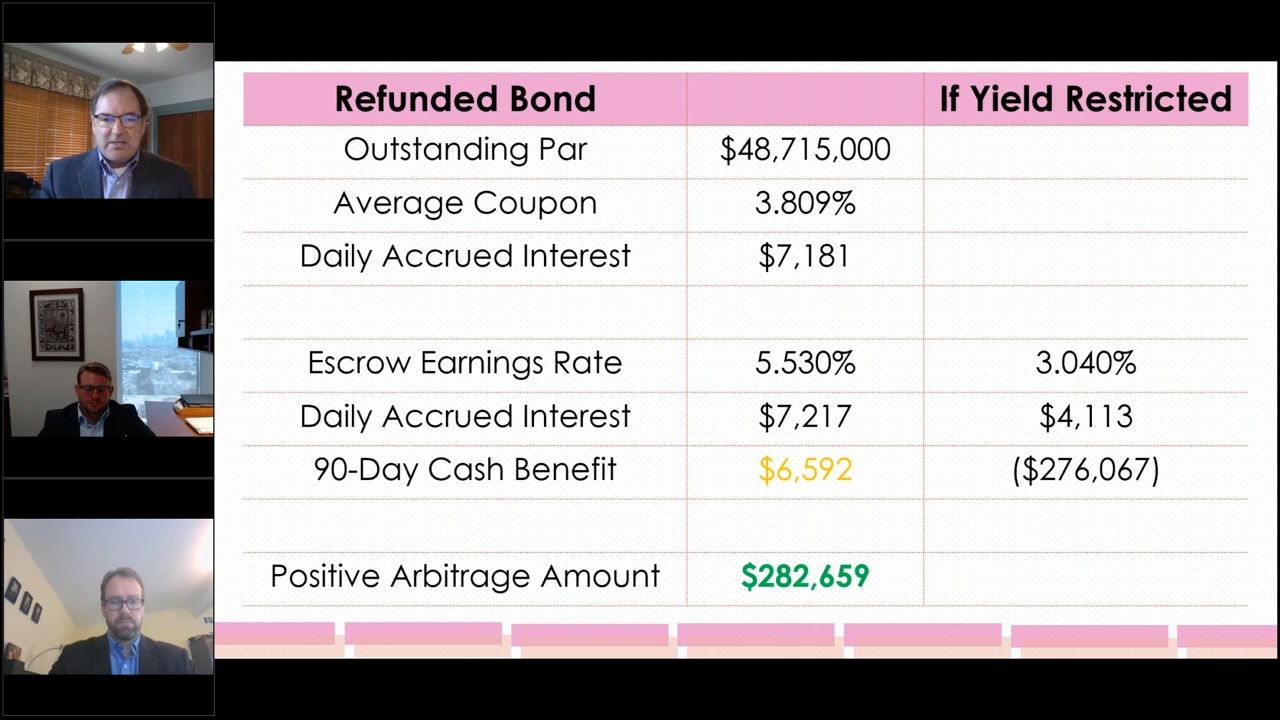 Refunded Bond If Yield Restricted
Outstanding Par $48,715,000
Average Coupon 3.809%
Daily Accrued Interest $7,181
Escrow Earnings Rate 5.530% 3.040%
Daily Accrued Interest $7,217 $4,113
90-Day Cash Benefit $6,592 ($276,067)
Positive Arbitrage Amount $282,659